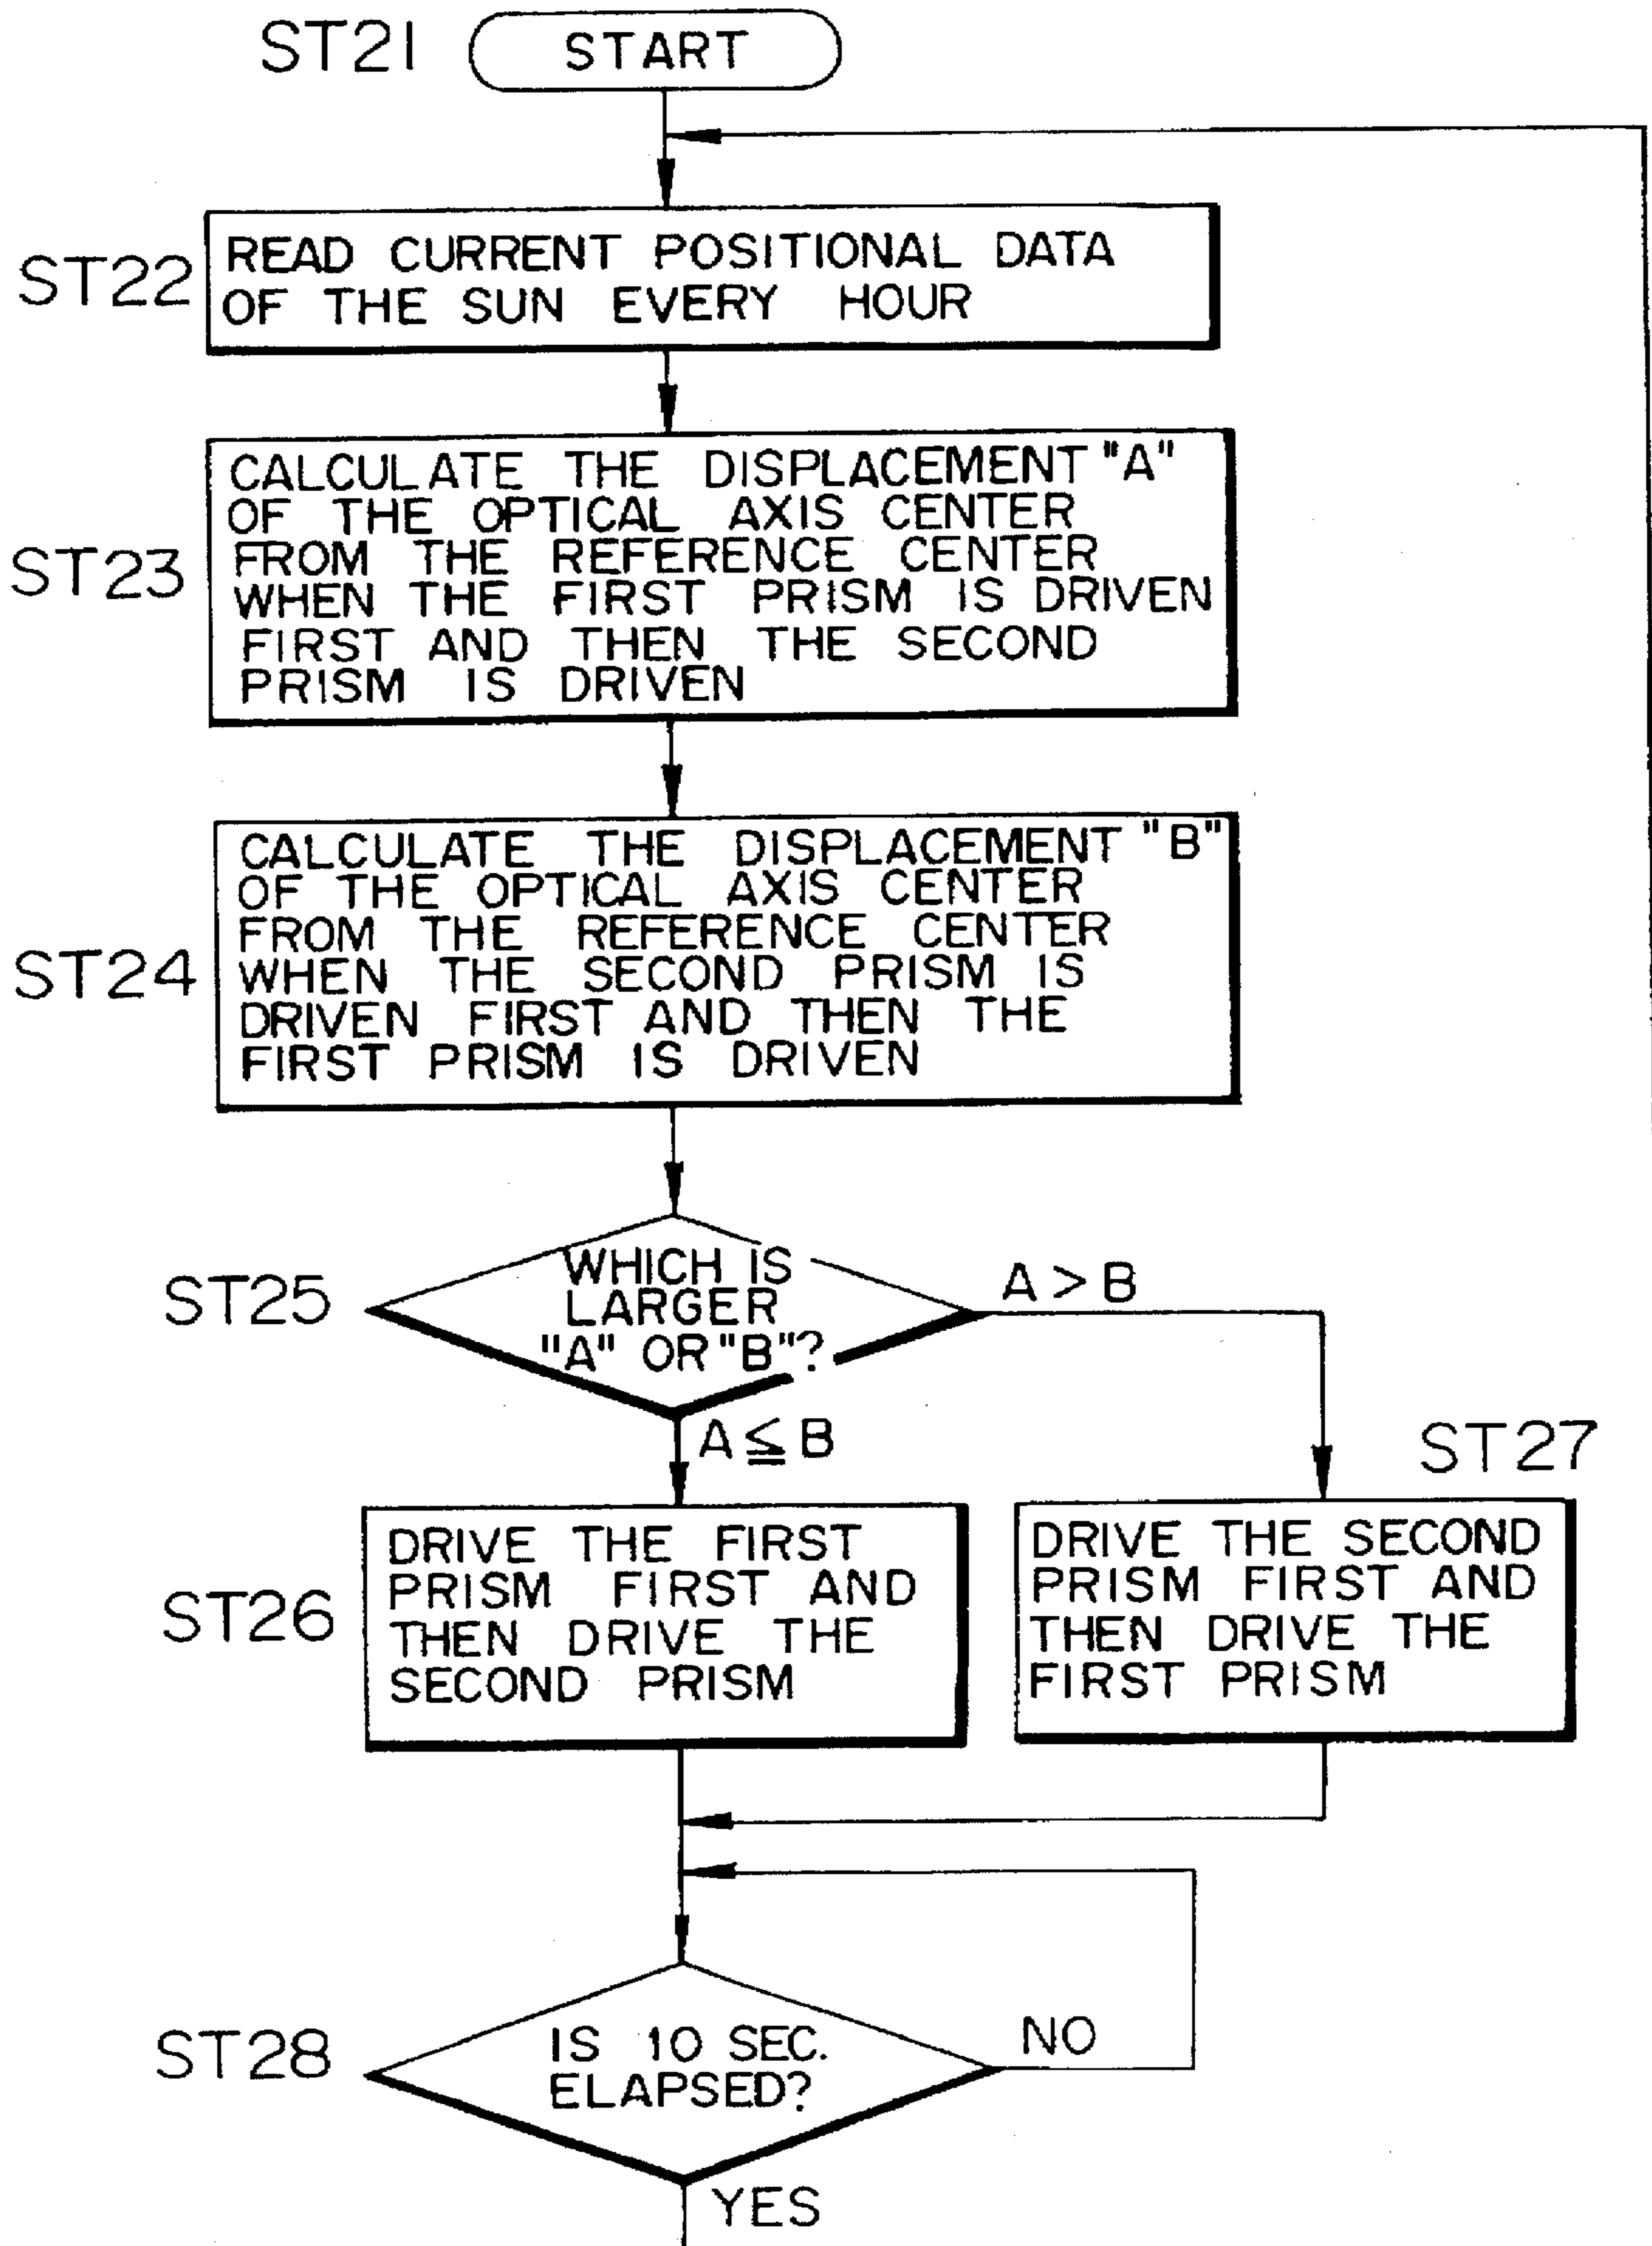 ST21
START
ST22
READ CURRENT POSITIONAL DATA
OF THE SUN EVERY HOUR
ST23
CALCULATE THE DISPLACEMENT "A"
OF THE OPTICAL AXIS CENTER
FROM THE REFERENCE CENTER
WHEN THE FIRST PRISM IS DRIVEN
FIRST AND THEN THE SECOND
PRISM IS DRIVEN
ST24
CALCULATE THE DISPLACEMENT "B"
OF THE OPTICAL AXIS CENTER
FROM THE REFERENCE CENTER
WHEN THE SECOND PRISM IS
DRIVEN FIRST AND THEN THE
FIRST PRISM IS DRIVEN
ST25
WHICH IS
LARGER
"A" OR "B"?
A > B
A ≦ B
ST26
DRIVE THE FIRST
PRISM FIRST AND
THEN DRIVE THE
SECOND PRISM
ST27
DRIVE THE SECOND
PRISM FIRST AND
THEN DRIVE THE
FIRST PRISM
ST28
IS 10 SEC.
ELAPSED?
NO
YES